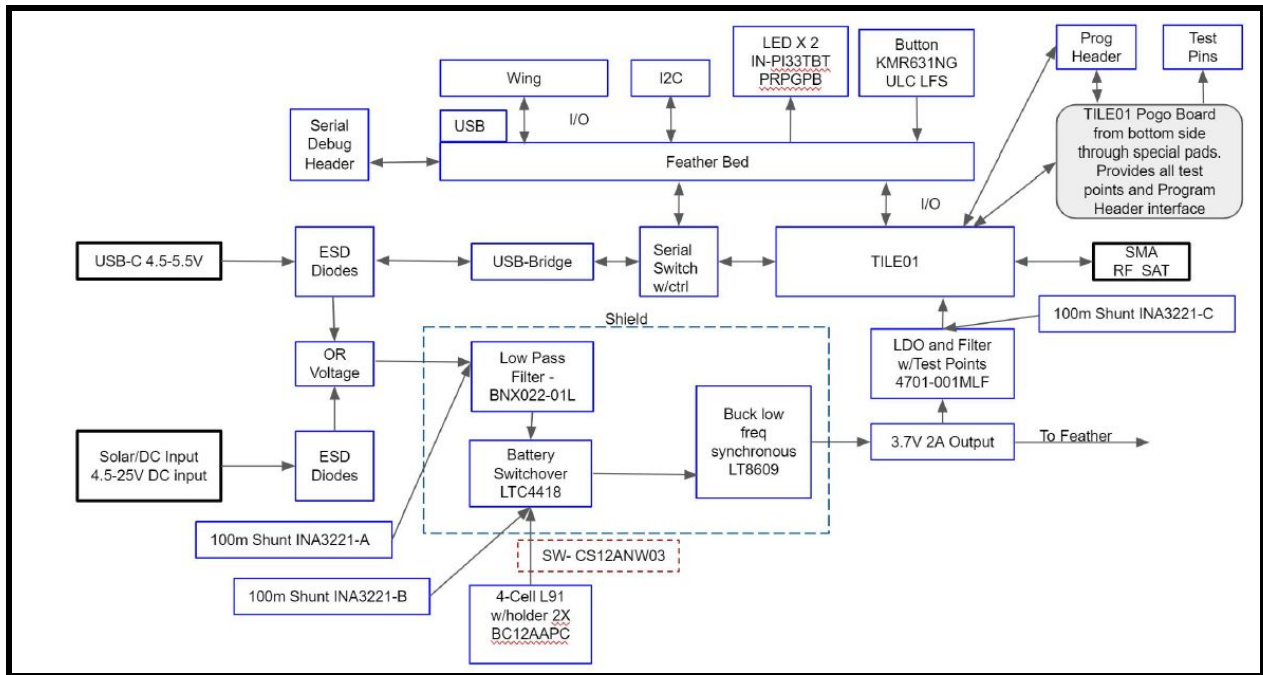 LED X 2
IN-PI33TBT
PRPGPB
Button
KMR631NG
ULC LFS
Prog
Header
Test
Pins
Wing
I2C
USB
I/O
Serial
Debug
Header
Feather Bed
TILE01 Pogo Board
from bottom side
through special pads.
Provides all test
points and Program
Header interface
I/O
USB-C 4.5-5.5V
ESD
Diodes
USB-Bridge
Serial
Switch
w/ctrl
TILE01
SMA
RF SAT
Shield
100m Shunt INA3221-C
OR
Voltage
Low Pass
Filter -
BNX022-01L
LDO and Filter
w/Test Points
4701-001MLF
Buck low
freq
synchronous
LT8609
3.7V 2A Output
To Feather
Solar/DC Input
4.5-25V DC input
ESD
Diodes
Battery
Switchover
LTC4418
100m Shunt INA3221-A
SW- CS12ANW03
100m Shunt INA3221-B
4-Cell L91
w/holder 2X
BC12AAPC